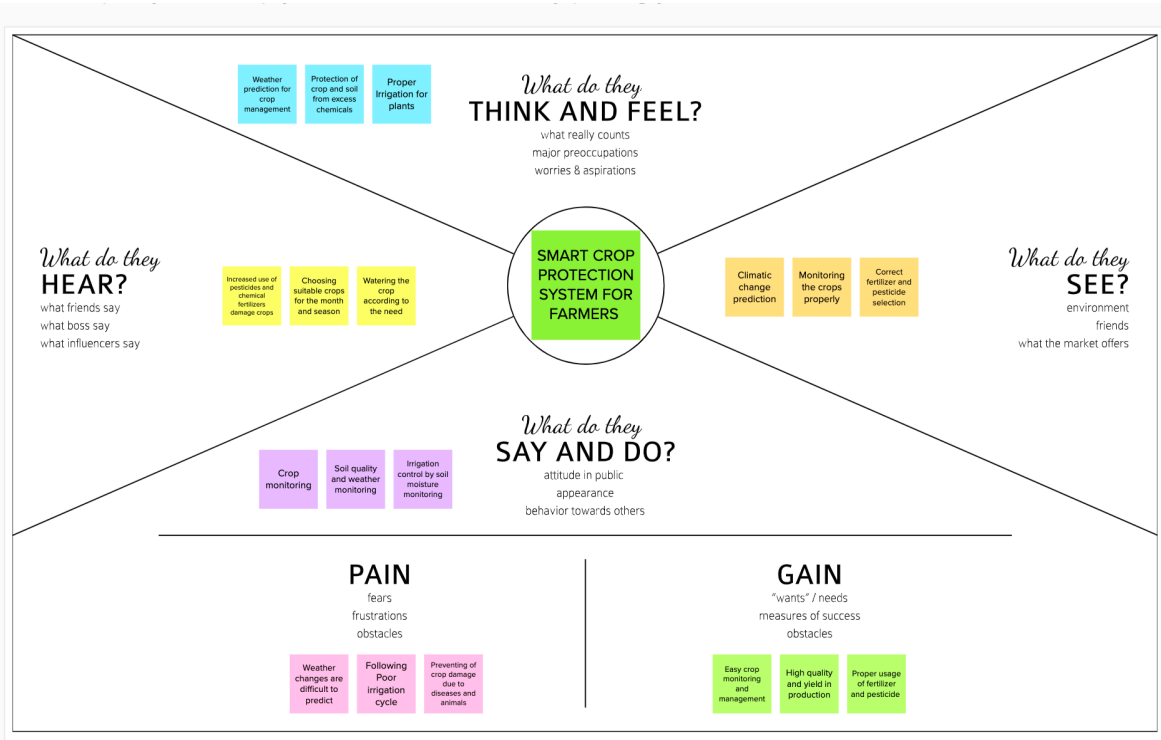 Weather
prediction for
crop
management
Protection of
crop and soil
from excess
chemicals
Proper
Irrigation for
plants
What do they
THINK AND FEEL?
what really counts
major preoccupations
worries & aspirations
What do they
HEAR?
what friends say
what boss say
what influencers say
Increased use of
pesticides and
chemical
fertilizers
damage crops
Choosing
suitable crops
for the month
and season
Watering the
crop
according to
the need
SMART CROP
PROTECTION
SYSTEM FOR
FARMERS
Climatic
change
prediction
Monitoring
the crops
properly
Correct
fertilizer and
pesticide
selection
What do they
SEE?
environment
friends
what the market offers
What do they
SAY AND DO?
attitude in public
appearance
behavior towards others
Crop
monitoring
Soil quality
and weather
monitoring
Irrigation
control by soil
moisture
monitoring
PAIN
fears
frustrations
obstacles
Weather
changes are
difficult to
predict
Following
Poor
irrigation
cycle
Preventing of
crop damage
due to
diseases and
animals
GAIN
"wants" / needs
measures of success
obstacles
Easy crop
monitoring
and
management
High quality
and yield in
production
Proper usage
of fertilizer
and pesticide